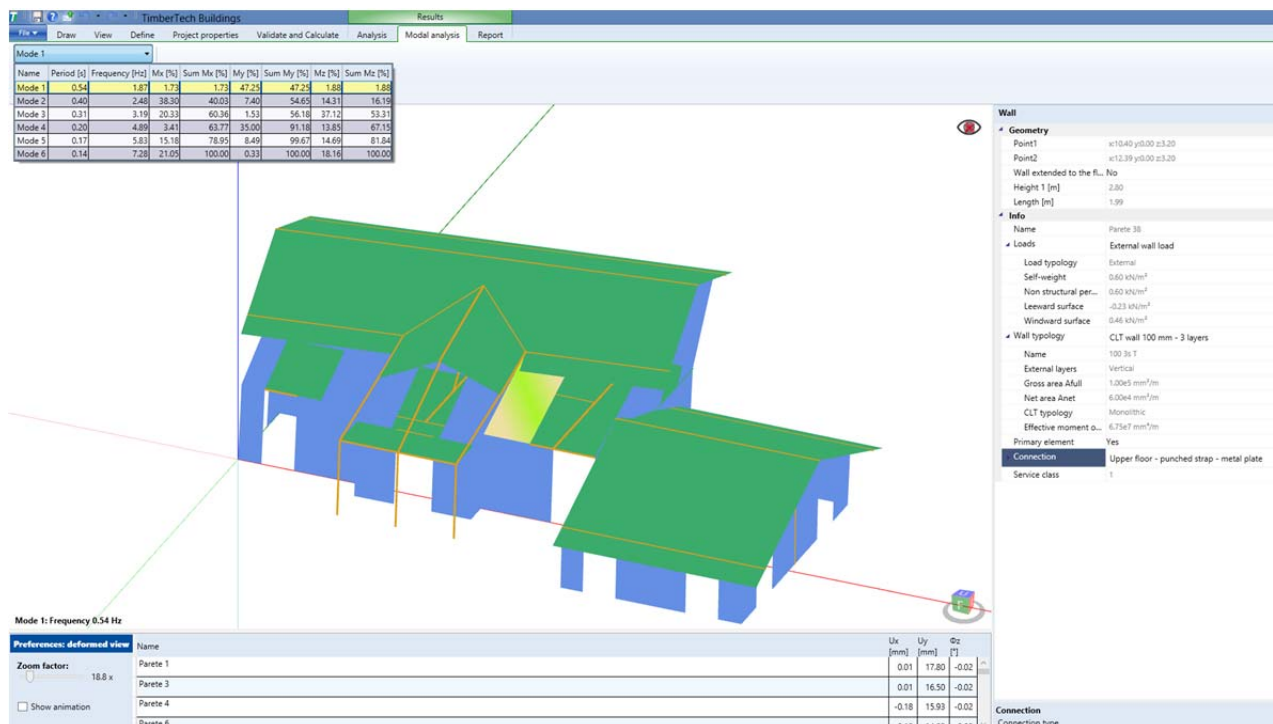 TimberTech Buildings
Results
File Draw View Define Project properties Validate and Calculate Analysis Modal analysis Report
Mode 1
Name Period [s] Frequency [Hz] Mx [%] Sum Mx [%] My [%] Sum My [%] Mz [%] Sum Mz [%]
Mode 1 0.54 1.87 1.73 1.73 47.25 47.25 1.88 1.88
Mode 2 0.40 2.48 38.30 40.03 7.40 54.65 14.31 16.19
Mode 3 0.31 3.19 20.33 60.36 1.53 56.18 37.12 53.31
Mode 4 0.20 4.89 3.41 63.77 35.00 91.18 13.85 67.15
Mode 5 0.17 5.83 15.18 78.95 8.49 99.67 14.69 81.84
Mode 6 0.14 7.28 21.05 100.00 0.33 100.00 18.16 100.00
Wall
Geometry
Point1 x:10.40 y:0.00 z:3.20
Point2 x:12.39 y:0.00 z:3.20
Wall extended to the fl... No
Height 1 [m] 2.80
Length [m] 1.99
Info
Name Parete 38
Loads External wall load
Load typology External
Self-weight 0.60 kN/m²
Non structural per... 0.60 kN/m²
Leeward surface -0.23 kN/m²
Windward surface 0.46 kN/m²
Wall typology CLT wall 100 mm - 3 layers
Name 100 3s T
External layers Vertical
Gross area Afull 1.00e5 mm²/m
Net area Anet 6.00e4 mm²/m
CLT typology Monolithic
Effective moment o... 6.75e7 mm⁴/m
Primary element Yes
Connection Upper floor - punched strap - metal plate
Service class 1
Mode 1: Frequency 0.54 Hz
Preferences: deformed view
Zoom factor:
18.8 x
Show animation
Name Ux [mm] Uy [mm] Φz [°]
Parete 1 0.01 17.80 -0.02
Parete 3 0.01 16.50 -0.02
Parete 4 -0.18 15.93 -0.02
Connection
Connection type